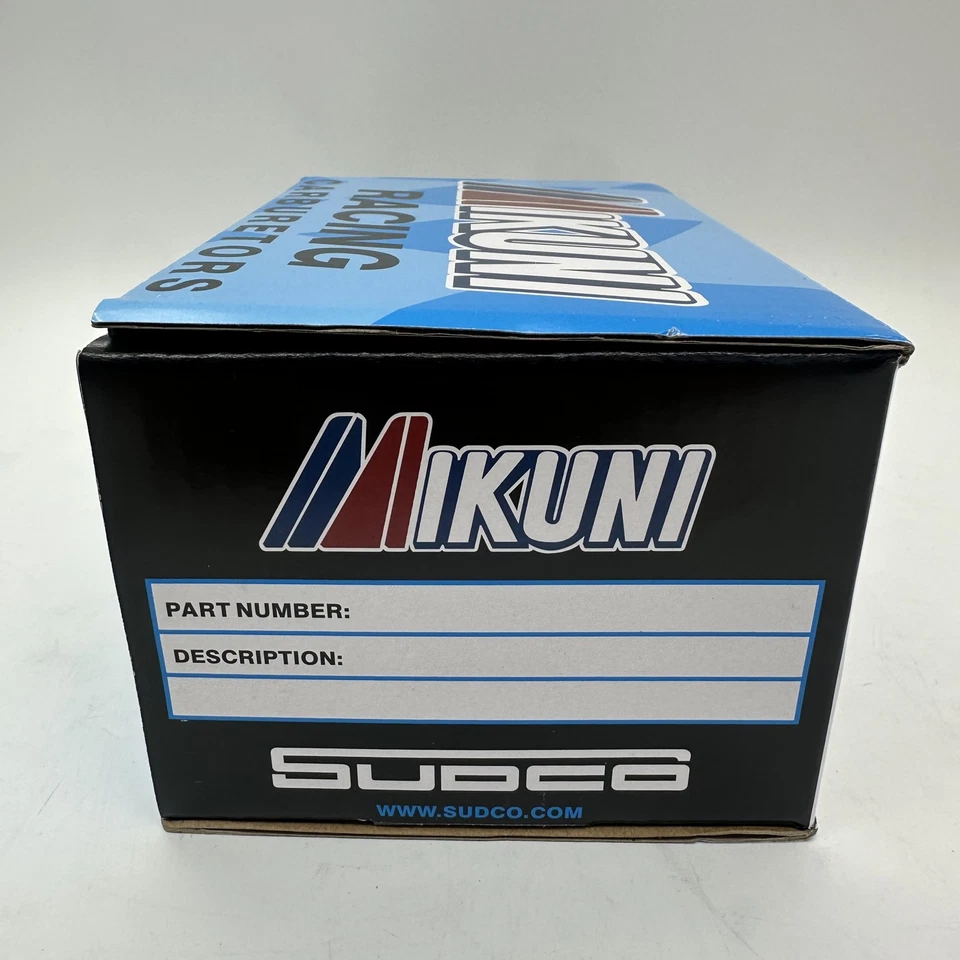 MIKUNI
RACING
CARBURETORS
MIKUNI
PART NUMBER:
DESCRIPTION:
SUDCO
WWW.SUDCO.COM